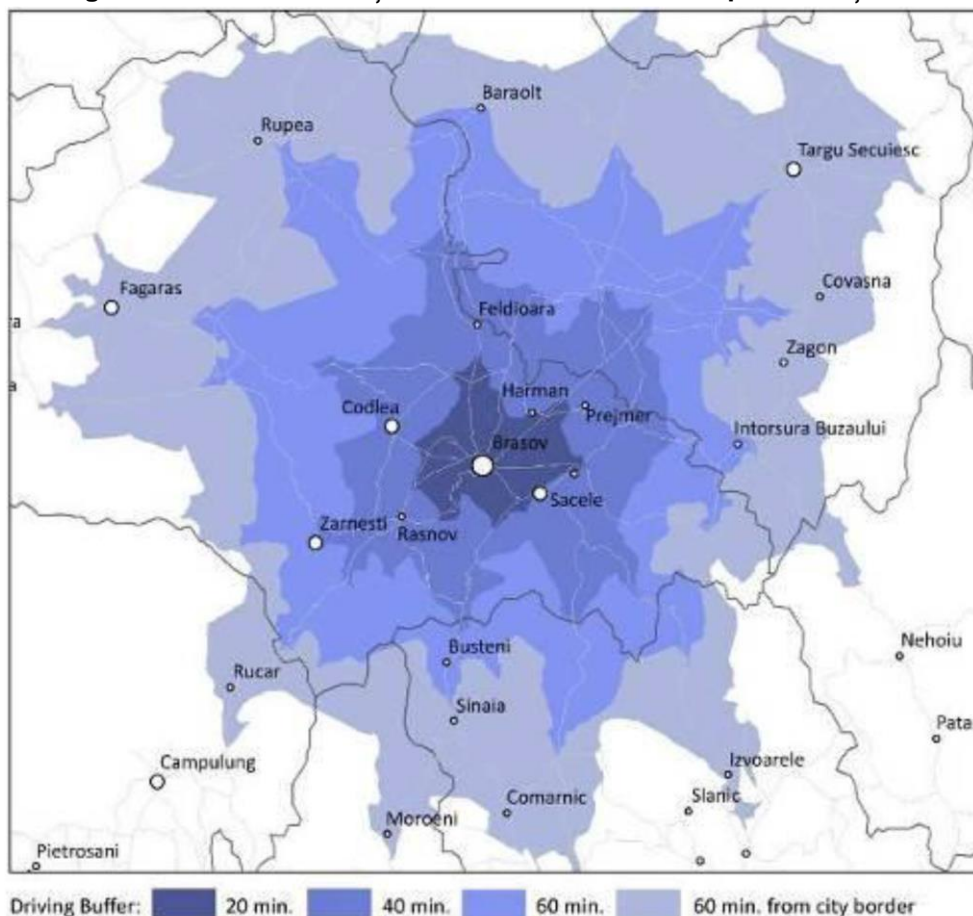 Baraolt
Rupea
Targu Secuiesc
Fagaras
Covasna
Feldioara
Zagon
Harman
Prejmer
Codlea
Intorsura Buzaului
Brasov
Sacele
Zarnesti
Rasnov
Busteni
Nehoiu
Rucar
Sinaia
Pata
Izvoarele
Campulung
Slanic
Comarnic
Moroeni
Pietrosani
Driving Buffer: 20 min. 40 min. 60 min. 60 min. from city border